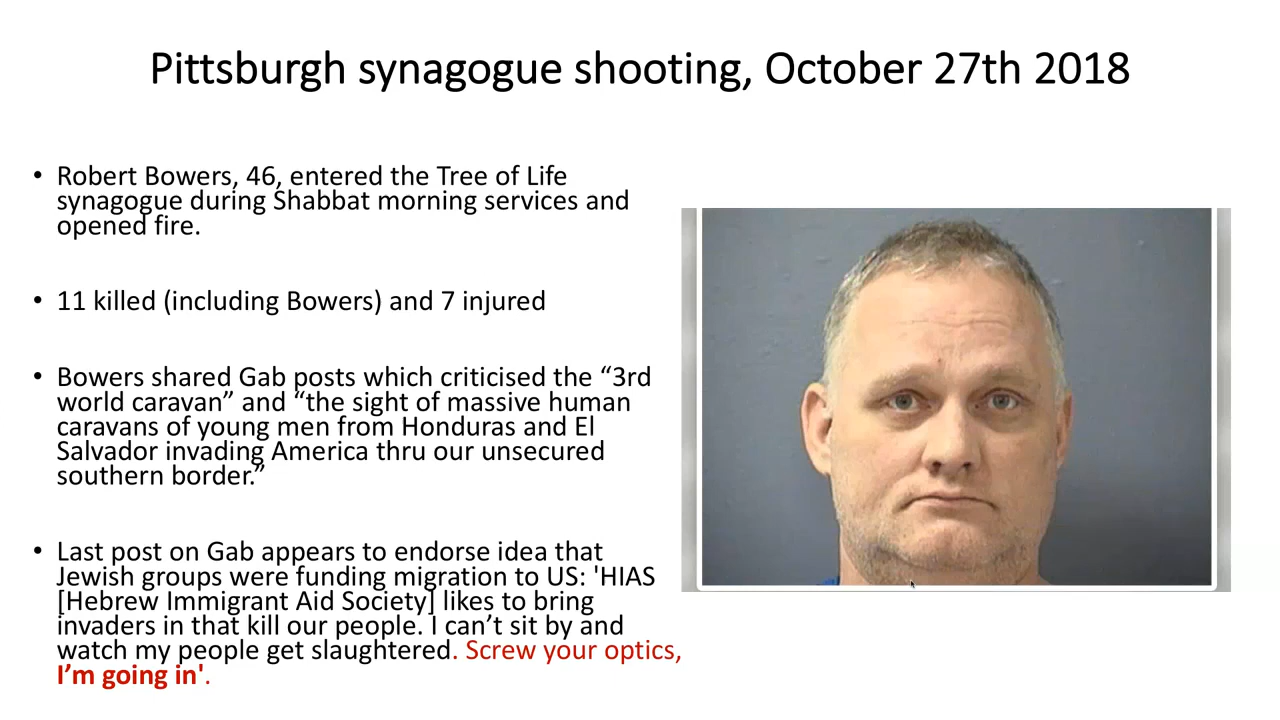 Pittsburgh synagogue shooting, October 27th 2018
• Robert Bowers, 46, entered the Tree of Life
synagogue during Shabbat morning services and
opened fire.
• 11 killed (including Bowers) and 7 injured
• Bowers shared Gab posts which criticised the “3rd
world caravan” and “the sight of massive human
caravans of young men from Honduras and El
Salvador invading America thru our unsecured
southern border.”
• Last post on Gab appears to endorse idea that
Jewish groups were funding migration to US: 'HIAS
[Hebrew Immigrant Aid Society] likes to bring
invaders in that kill our people. I can’t sit by and
watch my people get slaughtered. Screw your optics,
I’m going in'.